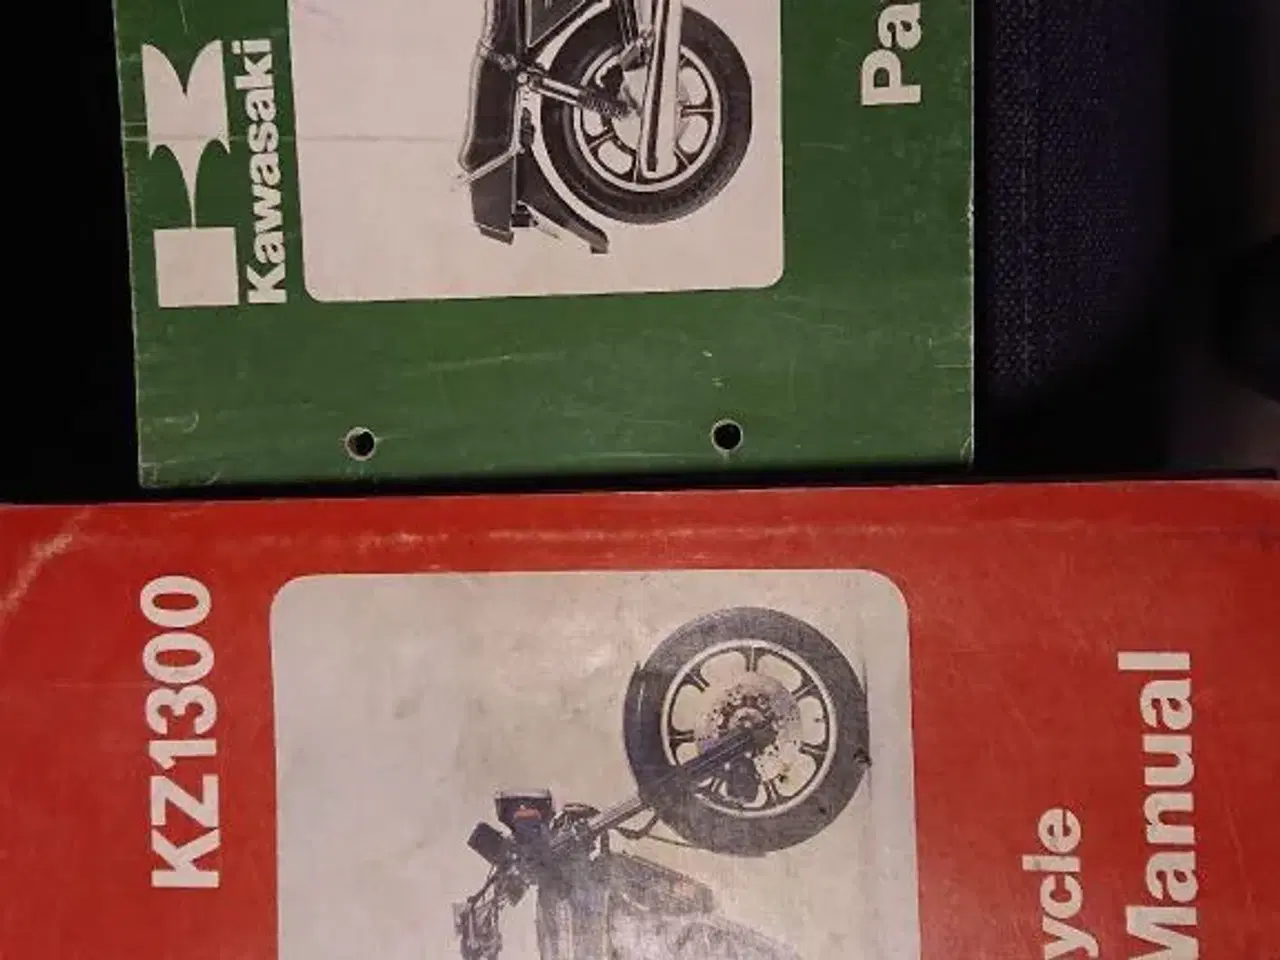 Kawasaki
Pa
KZ1300
ycle
Manual